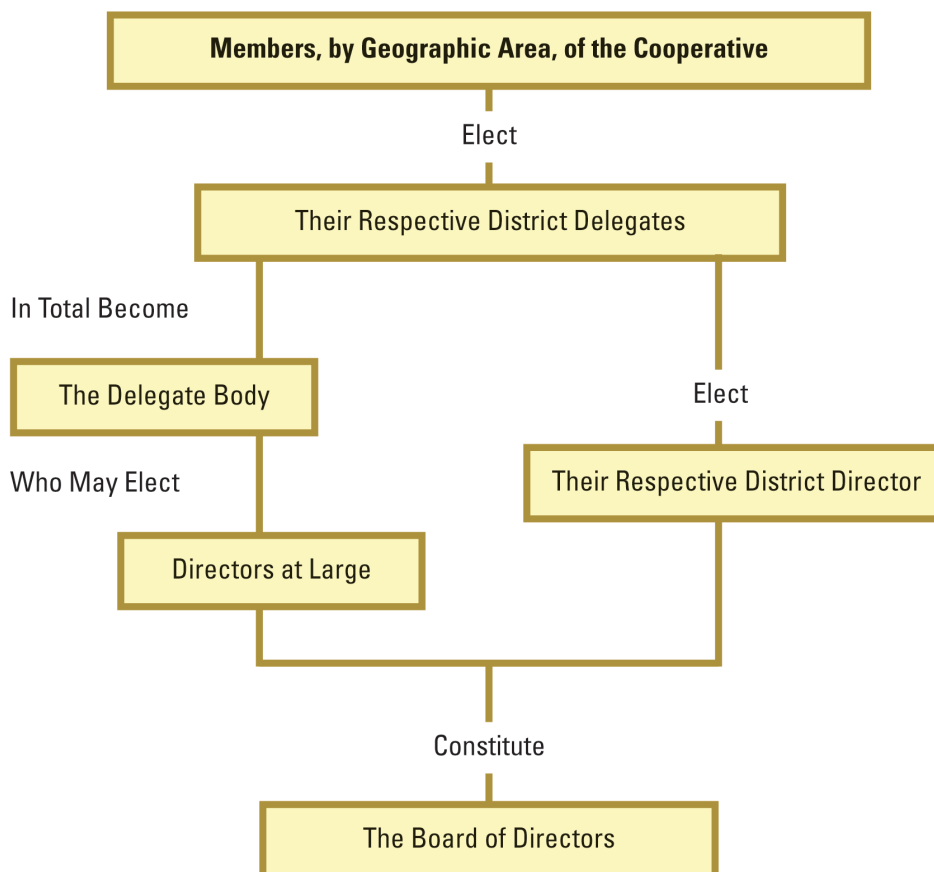 Members, by Geographic Area, of the Cooperative
Elect
Their Respective District Delegates
In Total Become
The Delegate Body
Who May Elect
Directors at Large
Elect
Their Respective District Director
Constitute
The Board of Directors